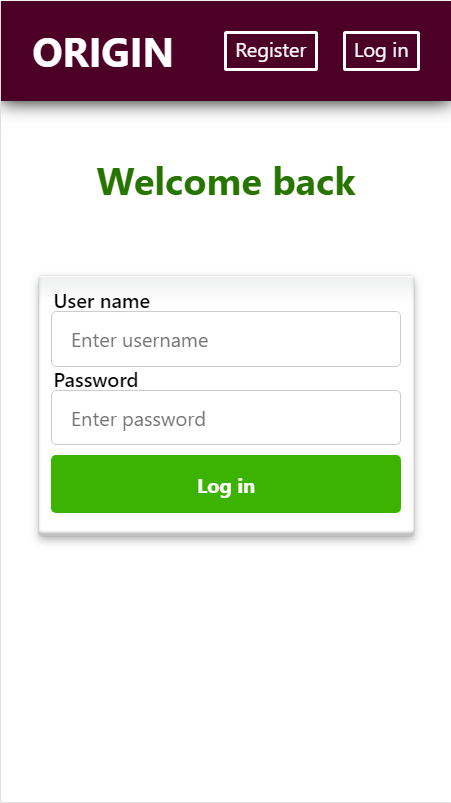 ORIGIN Register Log in
Welcome back
User name
Enter username
Password
Enter password
Log in